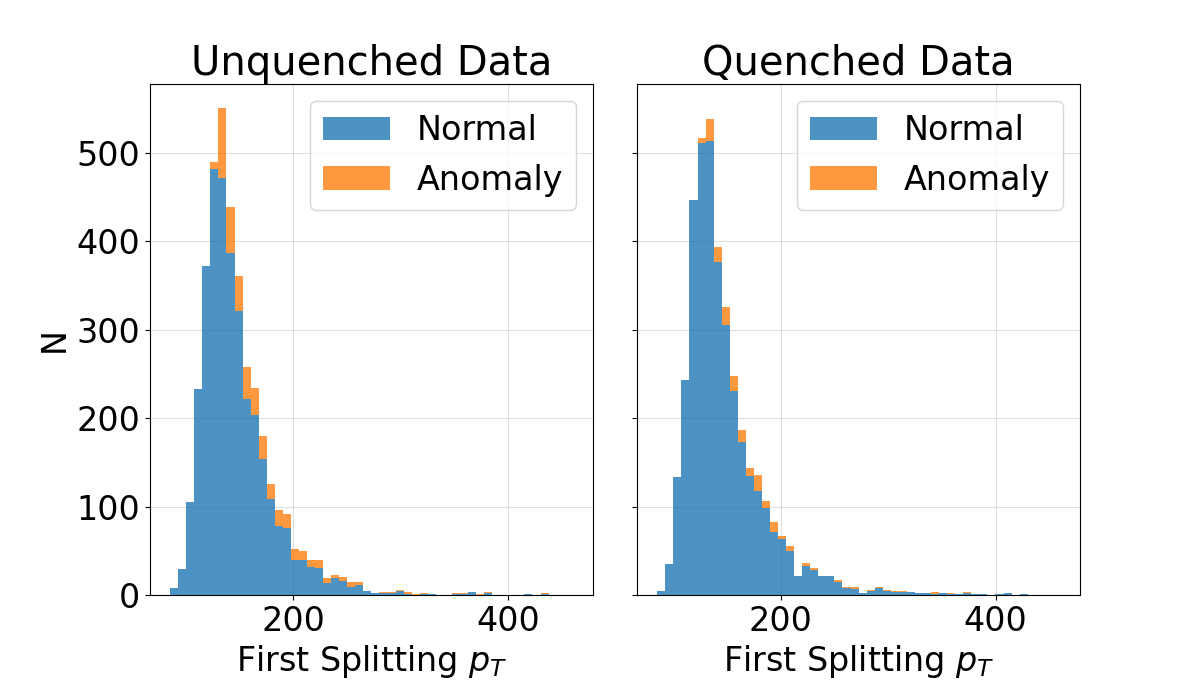 Unquenched Data
Quenched Data
Normal
Anomaly
Normal
Anomaly
N
500
400
300
200
100
0
200
400
200
400
First Splitting $p_T$
First Splitting $p_T$